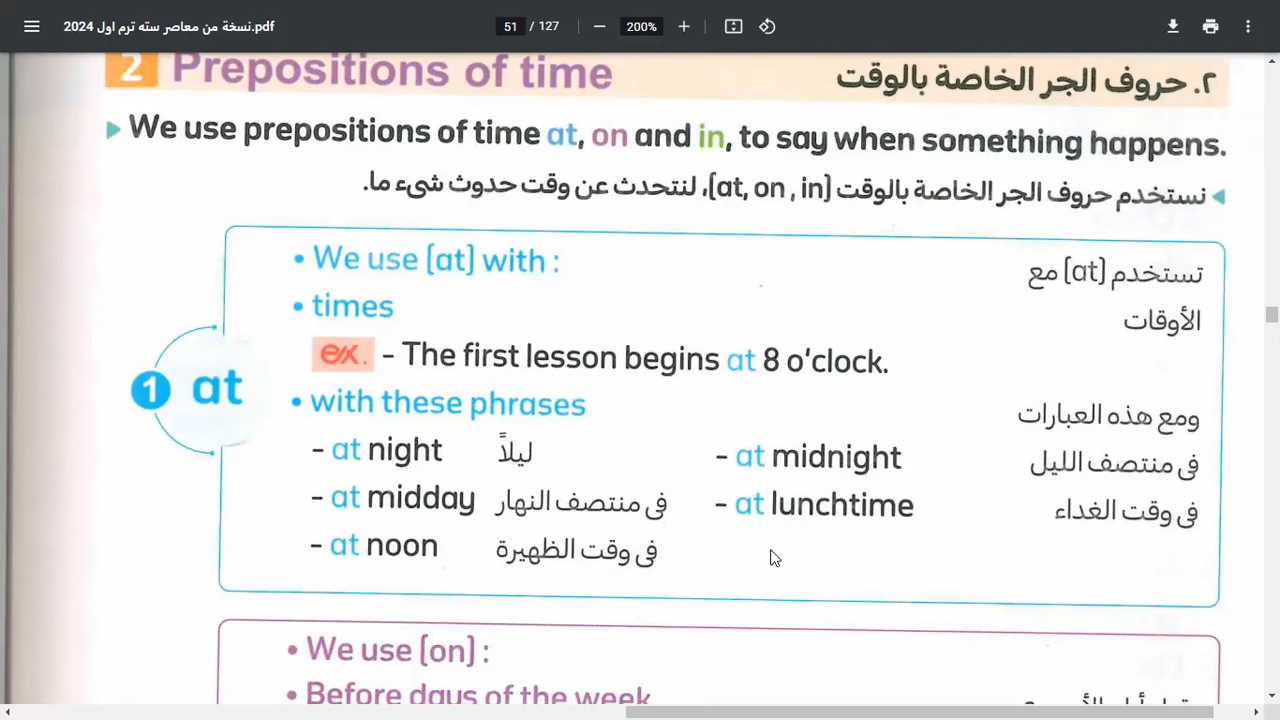 نسخة من معاصر سته ترم اول 2024.pdf
51 / 127
200%
2 Prepositions of time ٢. حروف الجر الخاصة بالوقت
We use prepositions of time at, on and in, to say when something happens.
نستخدم حروف الجر الخاصة بالوقت (at, on , in)، لنتحدث عن وقت حدوث شىء ما.
• We use (at) with : تستخدم (at) مع
• times الأوقات
ex. - The first lesson begins at 8 o'clock.
1 at
• with these phrases ومع هذه العبارات
- at night ليلاً - at midnight فى منتصف الليل
- at midday فى منتصف النهار - at lunchtime فى وقت الغداء
- at noon فى وقت الظهيرة
• We use (on) :
• Before days of the week